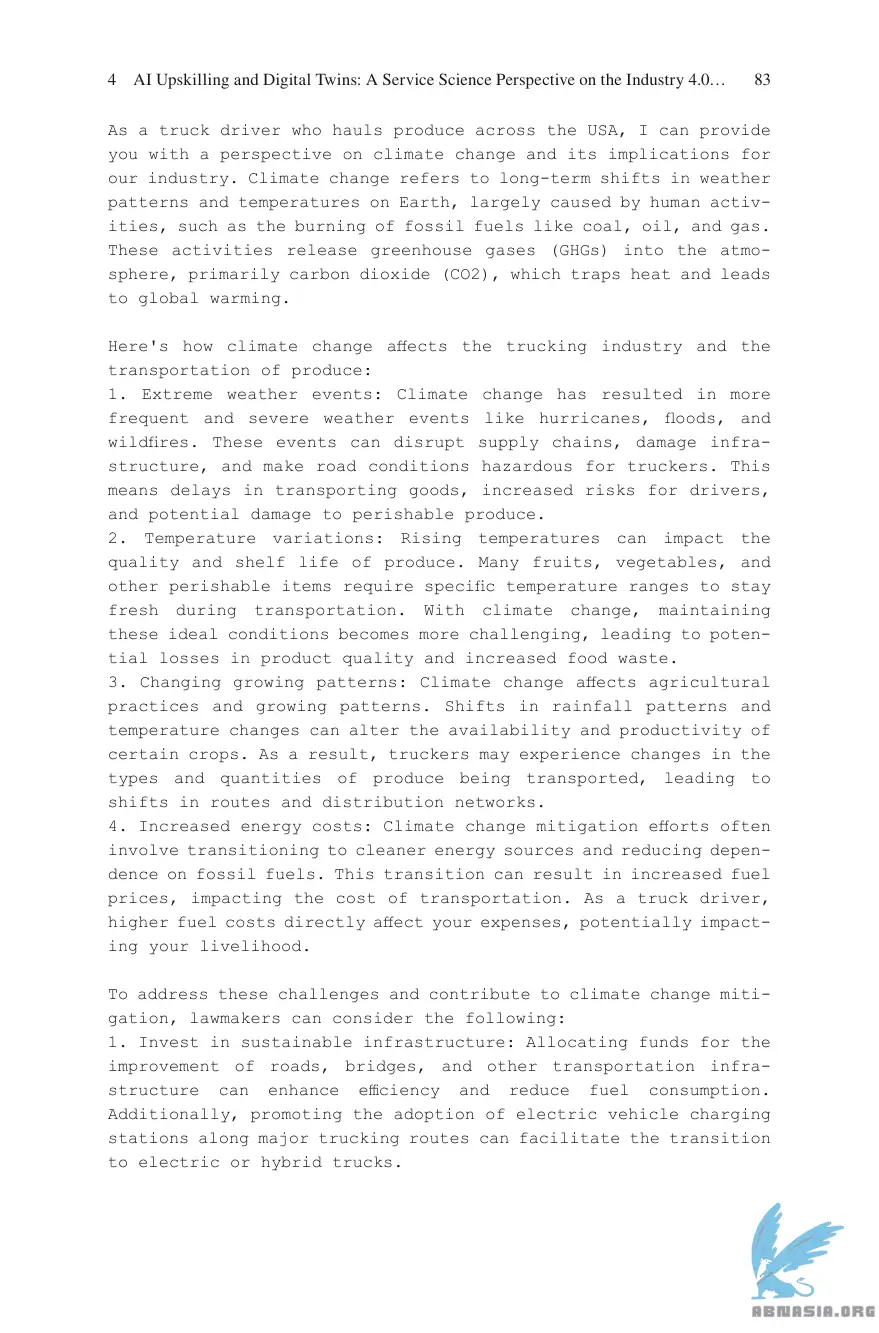 4 AI Upskilling and Digital Twins: A Service Science Perspective on the Industry 4.0… 83
As a truck driver who hauls produce across the USA, I can provide
you with a perspective on climate change and its implications for
our industry. Climate change refers to long-term shifts in weather
patterns and temperatures on Earth, largely caused by human activ-
ities, such as the burning of fossil fuels like coal, oil, and gas.
These activities release greenhouse gases (GHGs) into the atmo-
sphere, primarily carbon dioxide (CO2), which traps heat and leads
to global warming.
Here's how climate change affects the trucking industry and the
transportation of produce:
1. Extreme weather events: Climate change has resulted in more
frequent and severe weather events like hurricanes, floods, and
wildfires. These events can disrupt supply chains, damage infra-
structure, and make road conditions hazardous for truckers. This
means delays in transporting goods, increased risks for drivers,
and potential damage to perishable produce.
2. Temperature variations: Rising temperatures can impact the
quality and shelf life of produce. Many fruits, vegetables, and
other perishable items require specific temperature ranges to stay
fresh during transportation. With climate change, maintaining
these ideal conditions becomes more challenging, leading to poten-
tial losses in product quality and increased food waste.
3. Changing growing patterns: Climate change affects agricultural
practices and growing patterns. Shifts in rainfall patterns and
temperature changes can alter the availability and productivity of
certain crops. As a result, truckers may experience changes in the
types and quantities of produce being transported, leading to
shifts in routes and distribution networks.
4. Increased energy costs: Climate change mitigation efforts often
involve transitioning to cleaner energy sources and reducing depen-
dence on fossil fuels. This transition can result in increased fuel
prices, impacting the cost of transportation. As a truck driver,
higher fuel costs directly affect your expenses, potentially impact-
ing your livelihood.
To address these challenges and contribute to climate change miti-
gation, lawmakers can consider the following:
1. Invest in sustainable infrastructure: Allocating funds for the
improvement of roads, bridges, and other transportation infra-
structure can enhance efficiency and reduce fuel consumption.
Additionally, promoting the adoption of electric vehicle charging
stations along major trucking routes can facilitate the transition
to electric or hybrid trucks.
ABNASIA.ORG